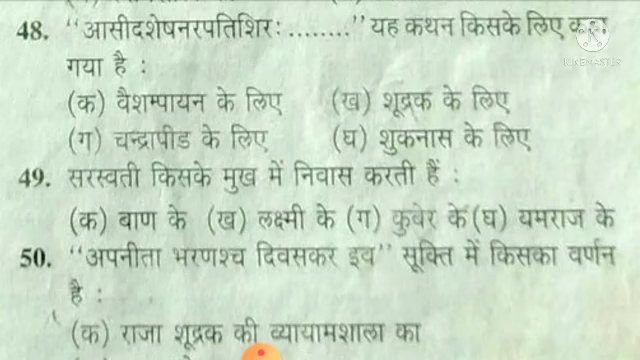 48. “आसीदशेषनरपतिशिरः ........” यह कथन किसके लिए कहा
गया है :
(क) वैशम्पायन के लिए (ख) शूद्रक के लिए
(ग) चन्द्रापीड के लिए (घ) शुकनास के लिए
49. सरस्वती किसके मुख में निवास करती हैं :
(क) बाण के (ख) लक्ष्मी के (ग) कुबेर के (घ) यमराज के
50. “अपनीता भरणश्च दिवसकर इव” सूक्ति में किसका वर्णन
है :
(क) राजा शूद्रक की व्यायामशाला का